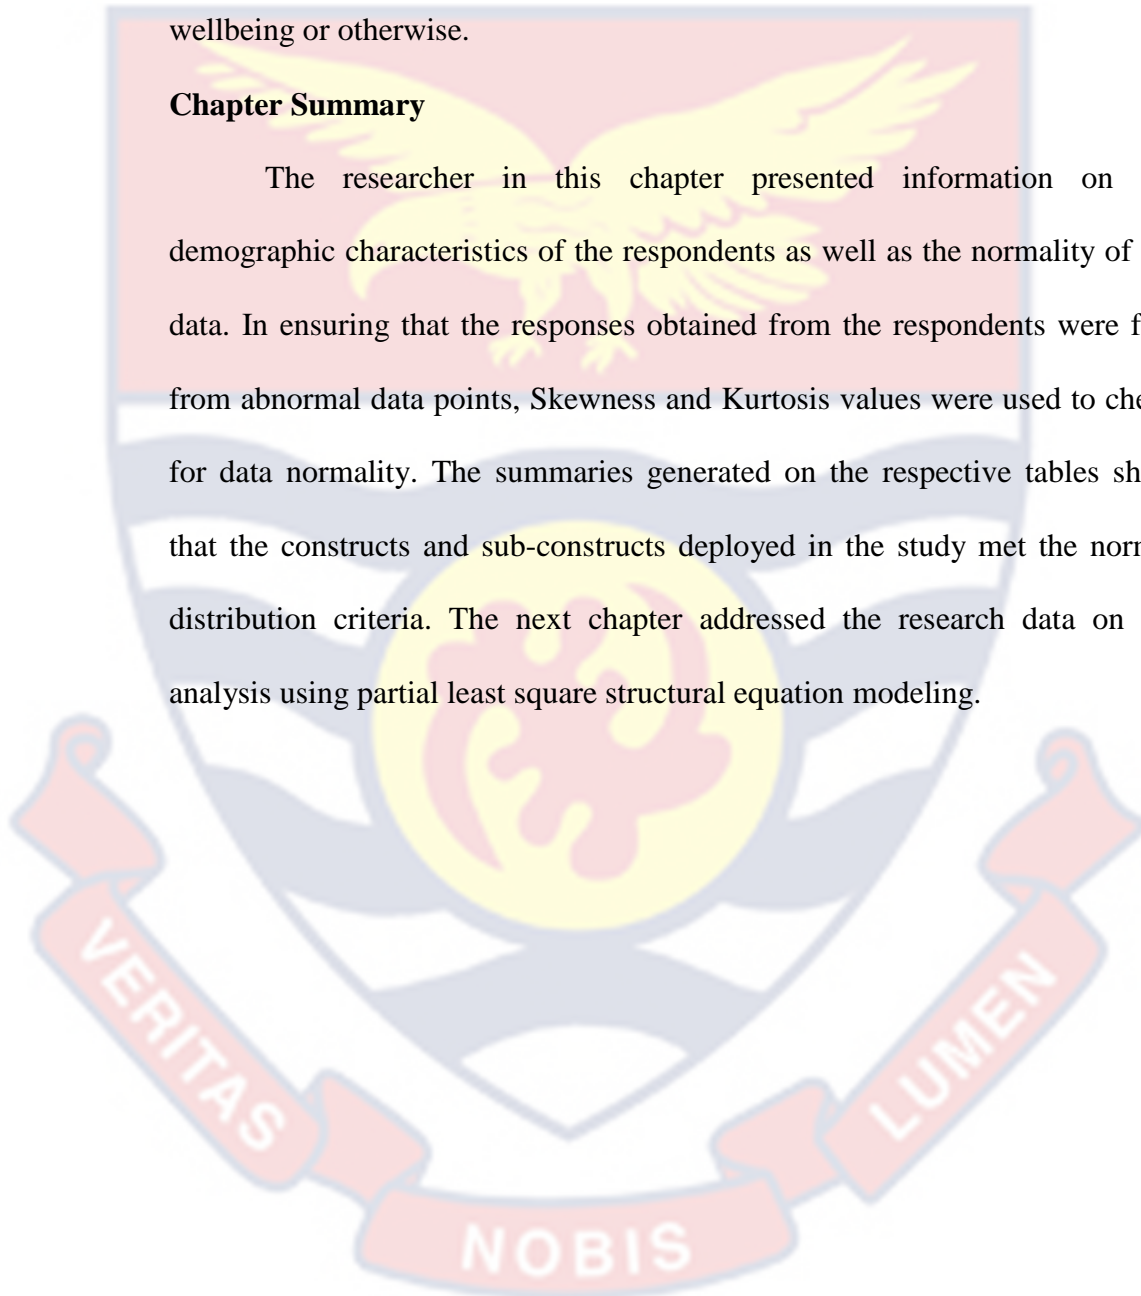 wellbeing or otherwise.
Chapter Summary
The researcher in this chapter presented information on
demographic characteristics of the respondents as well as the normality of
data. In ensuring that the responses obtained from the respondents were f
from abnormal data points, Skewness and Kurtosis values were used to che
for data normality. The summaries generated on the respective tables sh
that the constructs and sub-constructs deployed in the study met the norm
distribution criteria. The next chapter addressed the research data on
analysis using partial least square structural equation modeling.
VERITAS
NOBIS
LUMEN